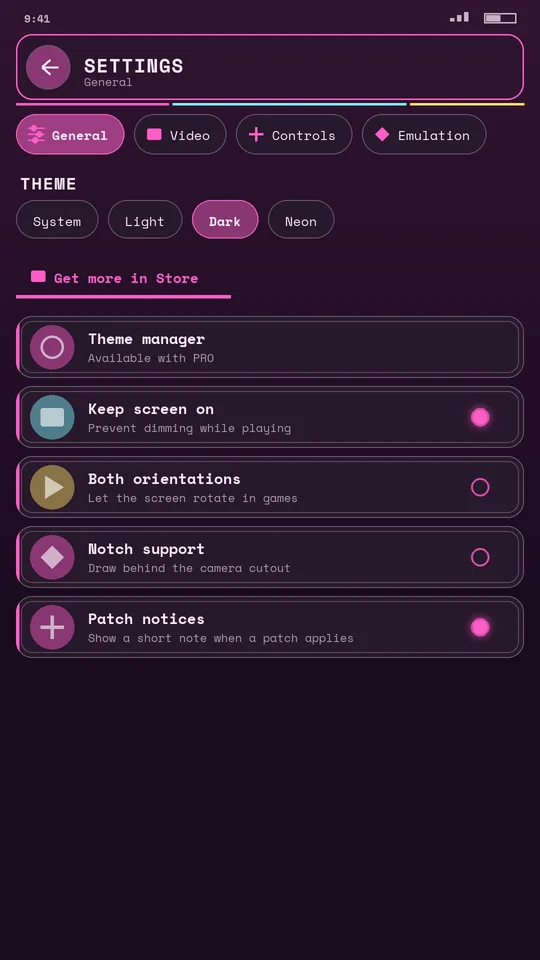 9:41
SETTINGS
General
General
Video
Controls
Emulation
THEME
System
Light
Dark
Neon
Get more in Store
Theme manager
Available with PRO
Keep screen on
Prevent dimming while playing
Both orientations
Let the screen rotate in games
Notch support
Draw behind the camera cutout
Patch notices
Show a short note when a patch applies